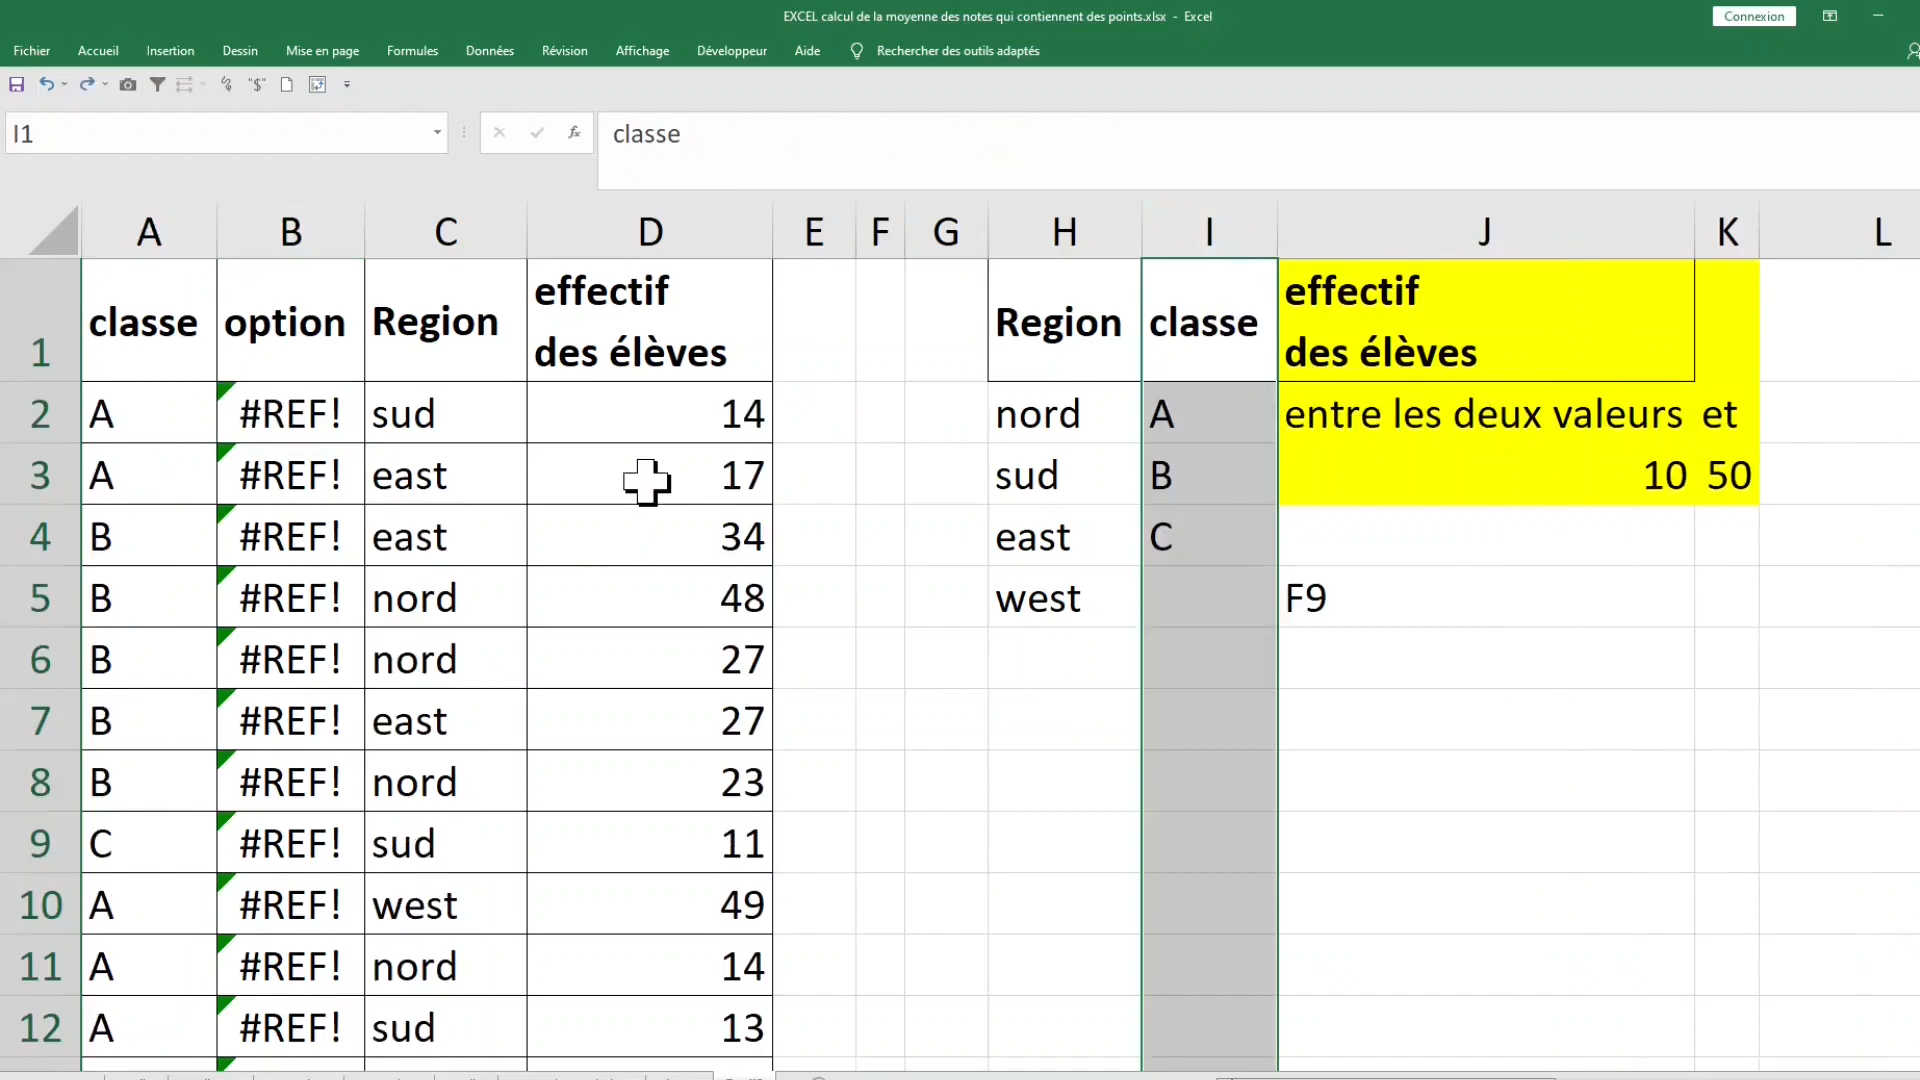 EXCEL calcul de la moyenne des notes qui contiennent des points.xlsx - Excel
Connexion
Fichier Accueil Insertion Dessin Mise en page Formules Données Révision Affichage Développeur Aide Rechercher des outils adaptés
"$"
I1 fx classe
A B C D E F G H I J K L
1 classe option Region effectif des élèves Region classe effectif des élèves
2 A #REF! sud 14 nord A entre les deux valeurs et
3 A #REF! east 17 sud B 10 50
4 B #REF! east 34 east C
5 B #REF! nord 48 west F9
6 B #REF! nord 27
7 B #REF! east 27
8 B #REF! nord 23
9 C #REF! sud 11
10 A #REF! west 49
11 A #REF! nord 14
12 A #REF! sud 13